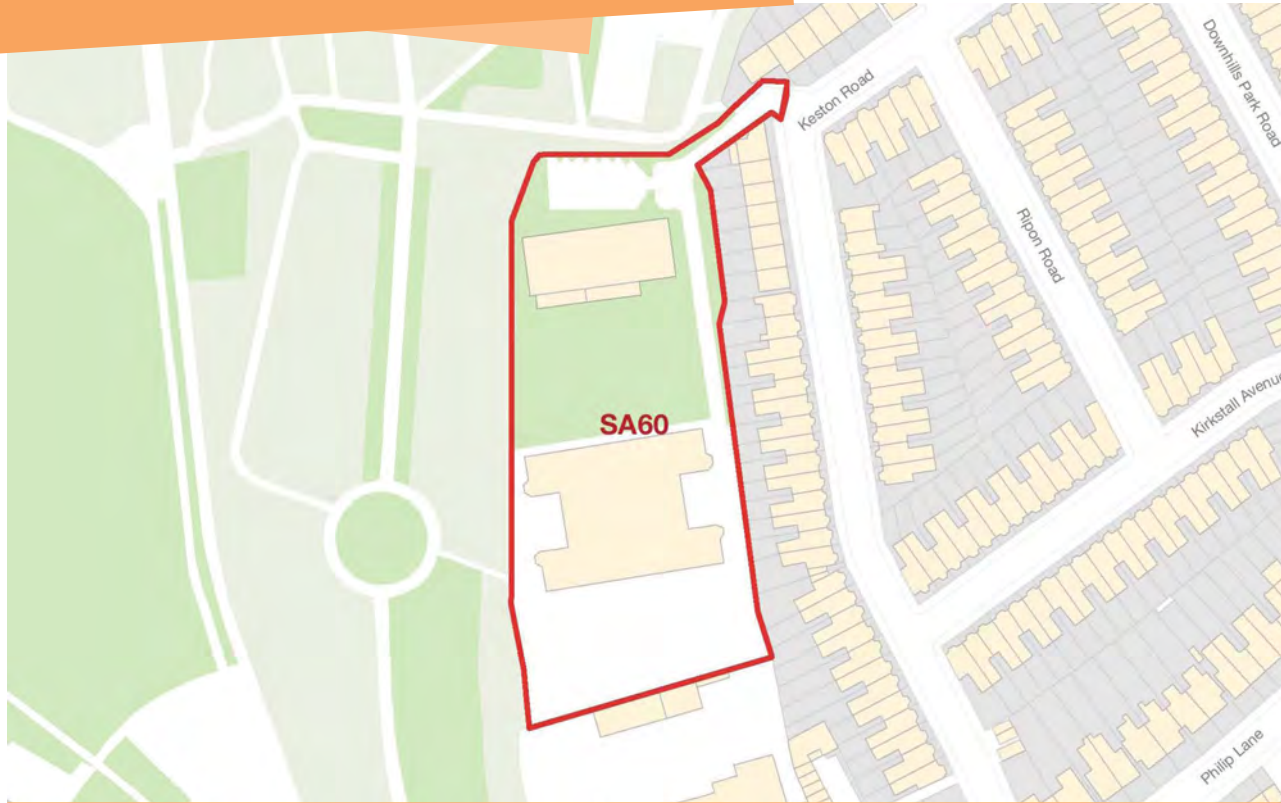 Downhills Park Road
Keston Road
Ripon Road
Kirkstall Avenue
SA60
Philip Lane